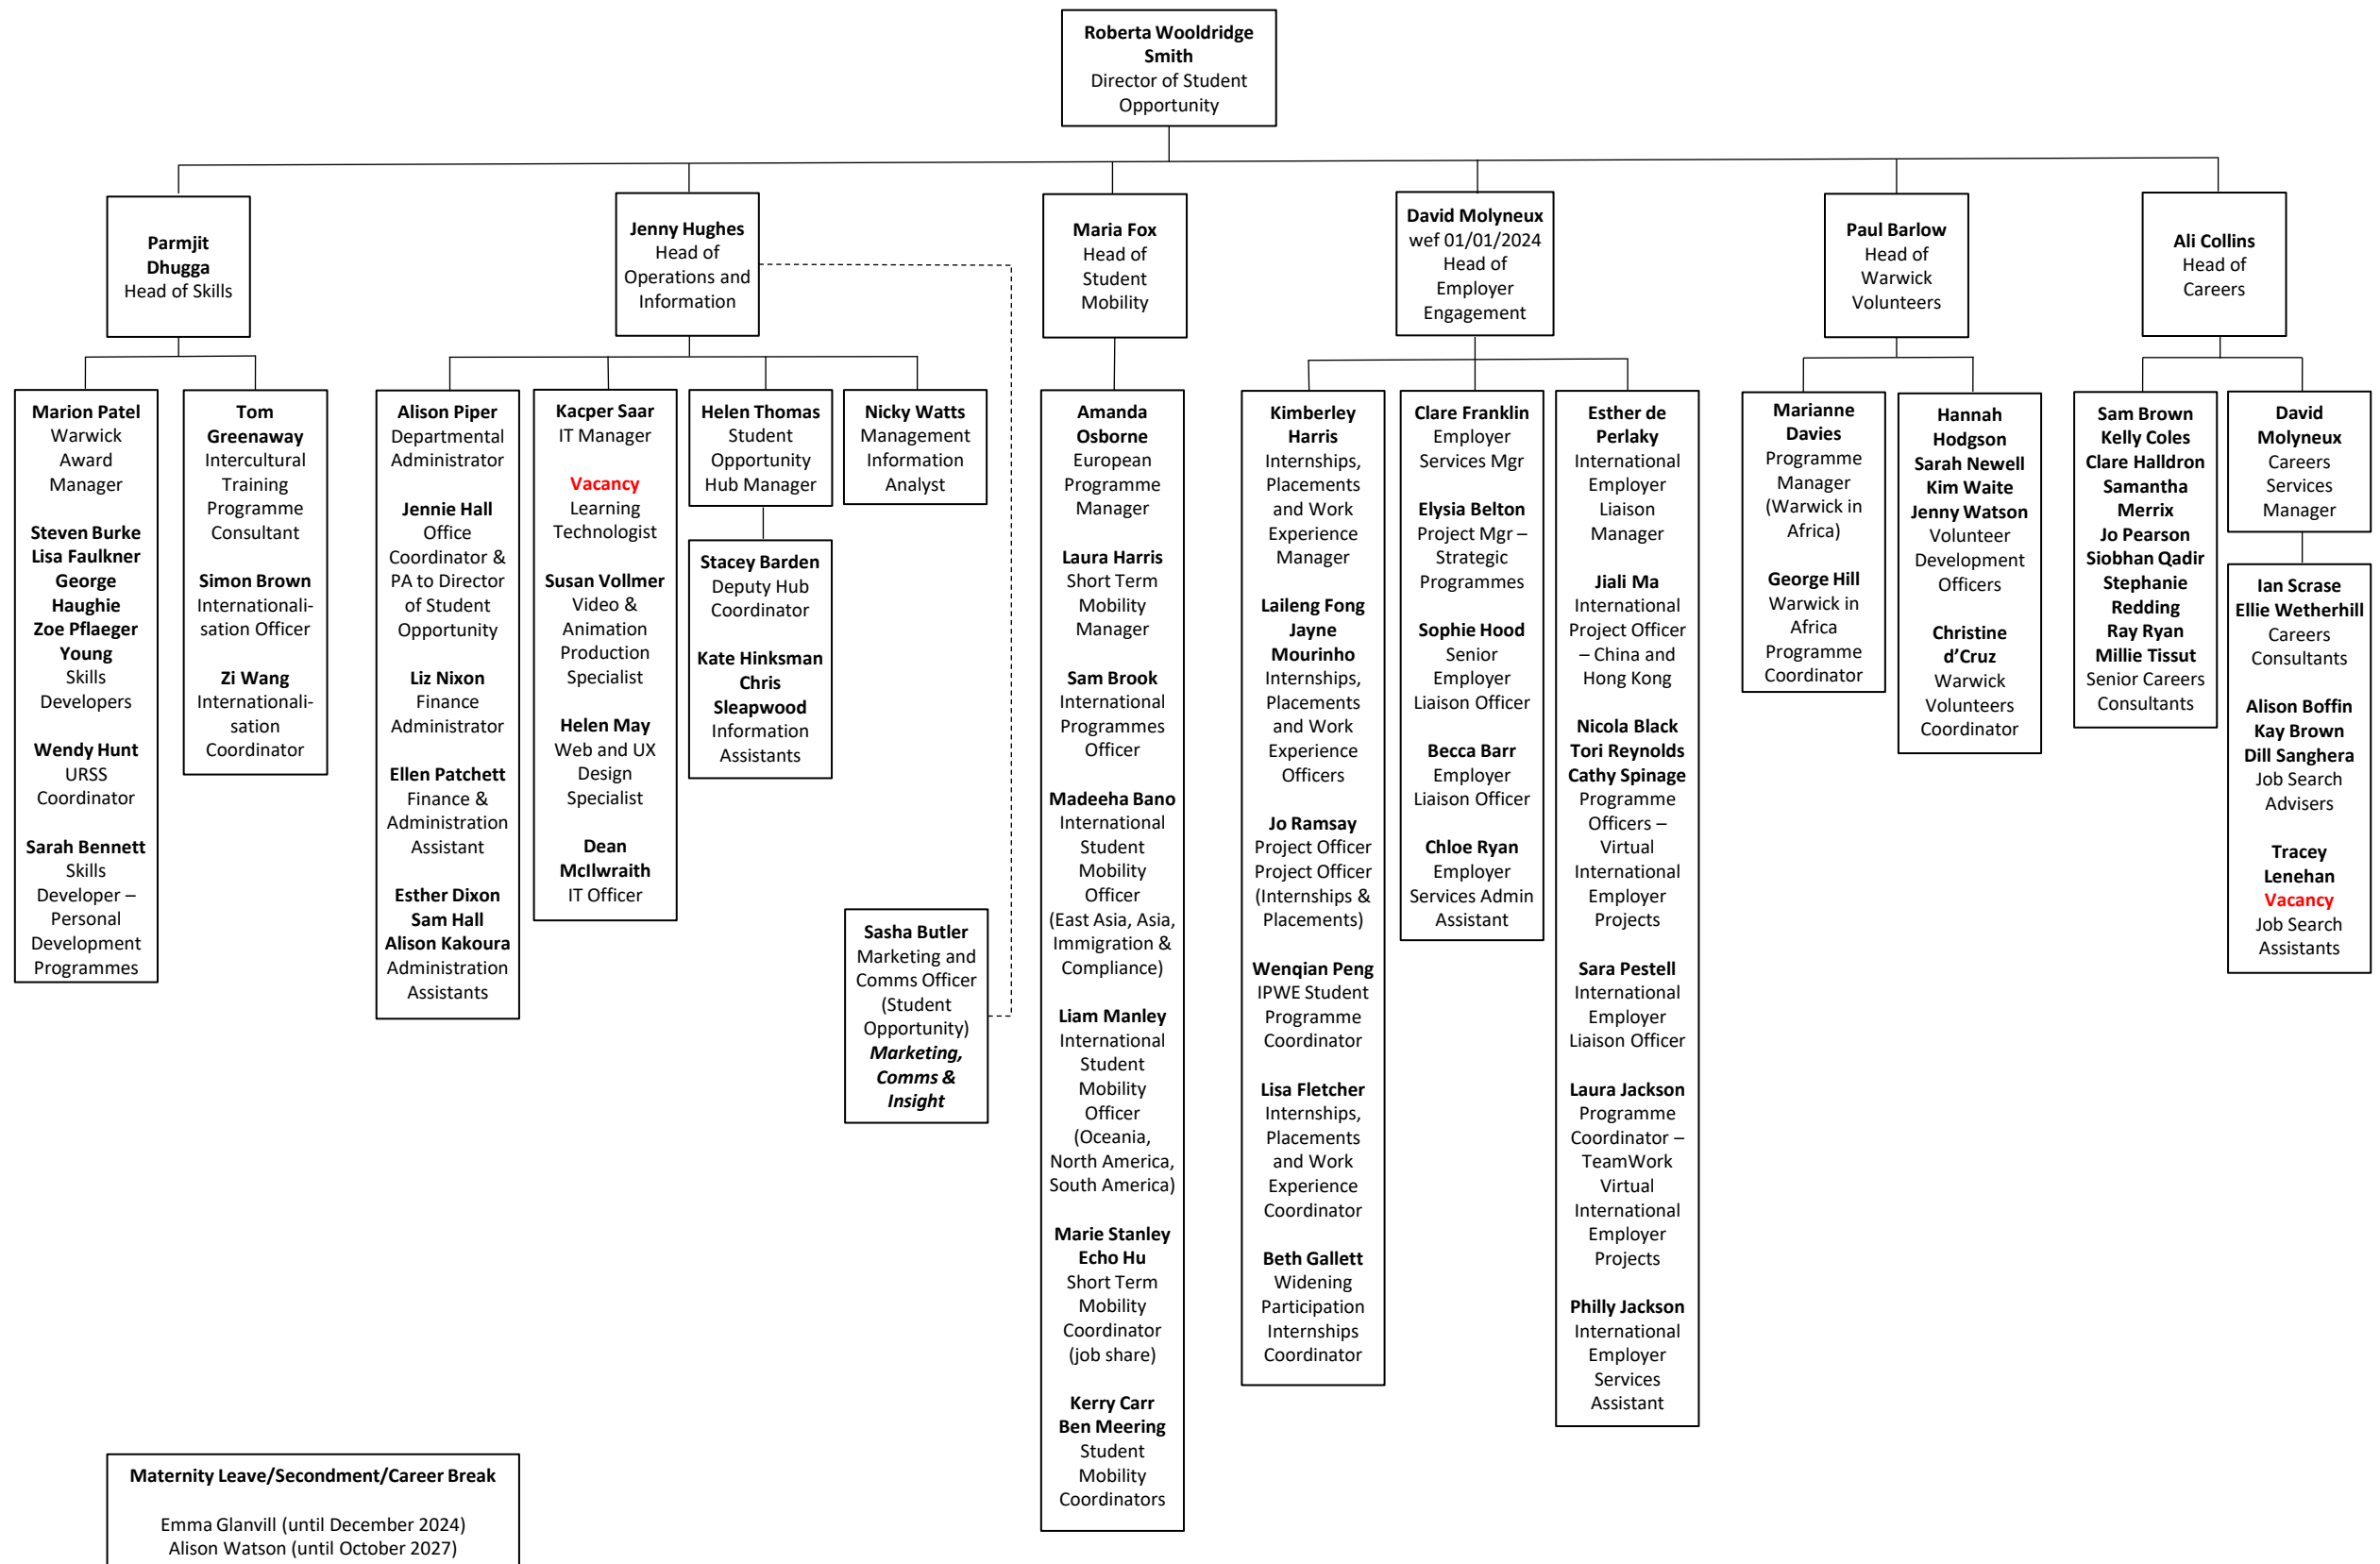 Roberta Wooldridge
Smith
Director of Student
Opportunity
Parmjit
Dhugga
Head of Skills
Jenny Hughes
Head of
Operations and
Information
Maria Fox
Head of
Student
Mobility
David Molyneux
wef 01/01/2024
Head of
Employer
Engagement
Paul Barlow
Head of
Warwick
Volunteers
Ali Collins
Head of
Careers
Marion Patel
Warwick
Award
Manager
Steven Burke
Lisa Faulkner
George
Haughie
Zoe Pflaeger
Young
Skills
Developers
Wendy Hunt
URSS
Coordinator
Sarah Bennett
Skills
Developer –
Personal
Development
Programmes
Tom
Greenaway
Intercultural
Training
Programme
Consultant
Simon Brown
Internationali-
sation Officer
Zi Wang
Internationali-
sation
Coordinator
Alison Piper
Departmental
Administrator
Jennie Hall
Office
Coordinator &
PA to Director
of Student
Opportunity
Liz Nixon
Finance
Administrator
Ellen Patchett
Finance &
Administration
Assistant
Esther Dixon
Sam Hall
Alison Kakoura
Administration
Assistants
Kacper Saar
IT Manager
Vacancy
Learning
Technologist
Susan Vollmer
Video &
Animation
Production
Specialist
Helen May
Web and UX
Design
Specialist
Dean
McIlwraith
IT Officer
Helen Thomas
Student
Opportunity
Hub Manager
Stacey Barden
Deputy Hub
Coordinator
Kate Hinksman
Chris
Sleapwood
Information
Assistants
Nicky Watts
Management
Information
Analyst
Sasha Butler
Marketing and
Comms Officer
(Student
Opportunity)
Marketing,
Comms &
Insight
Amanda
Osborne
European
Programme
Manager
Laura Harris
Short Term
Mobility
Manager
Sam Brook
International
Programmes
Officer
Madeeha Bano
International
Student
Mobility
Officer
(East Asia, Asia,
Immigration &
Compliance)
Liam Manley
International
Student
Mobility
Officer
(Oceania,
North America,
South America)
Marie Stanley
Echo Hu
Short Term
Mobility
Coordinator
(job share)
Kerry Carr
Ben Meering
Student
Mobility
Coordinators
Kimberley
Harris
Internships,
Placements
and Work
Experience
Manager
Laileng Fong
Jayne
Mourinho
Internships,
Placements
and Work
Experience
Officers
Jo Ramsay
Project Officer
Project Officer
(Internships &
Placements)
Wenqian Peng
IPWE Student
Programme
Coordinator
Lisa Fletcher
Internships,
Placements
and Work
Experience
Coordinator
Beth Gallett
Widening
Participation
Internships
Coordinator
Clare Franklin
Employer
Services Mgr
Elysia Belton
Project Mgr –
Strategic
Programmes
Sophie Hood
Senior
Employer
Liaison Officer
Becca Barr
Employer
Liaison Officer
Chloe Ryan
Employer
Services Admin
Assistant
Esther de
Perlaky
International
Employer
Liaison
Manager
Jiali Ma
International
Project Officer
– China and
Hong Kong
Nicola Black
Tori Reynolds
Cathy Spinage
Programme
Officers –
Virtual
International
Employer
Projects
Sara Pestell
International
Employer
Liaison Officer
Laura Jackson
Programme
Coordinator –
TeamWork
Virtual
International
Employer
Projects
Philly Jackson
International
Employer
Services
Assistant
Marianne
Davies
Programme
Manager
(Warwick in
Africa)
George Hill
Warwick in
Africa
Programme
Coordinator
Hannah
Hodgson
Sarah Newell
Kim Waite
Jenny Watson
Volunteer
Development
Officers
Christine
d’Cruz
Warwick
Volunteers
Coordinator
Sam Brown
Kelly Coles
Clare Halldron
Samantha
Merrix
Jo Pearson
Siobhan Qadir
Stephanie
Redding
Ray Ryan
Millie Tissut
Senior Careers
Consultants
David
Molyneux
Careers
Services
Manager
Ian Scrase
Ellie Wetherhill
Careers
Consultants
Alison Boffin
Kay Brown
Dill Sanghera
Job Search
Advisers
Tracey
Lenehan
Vacancy
Job Search
Assistants
Maternity Leave/Secondment/Career Break
Emma Glanvill (until December 2024)
Alison Watson (until October 2027)